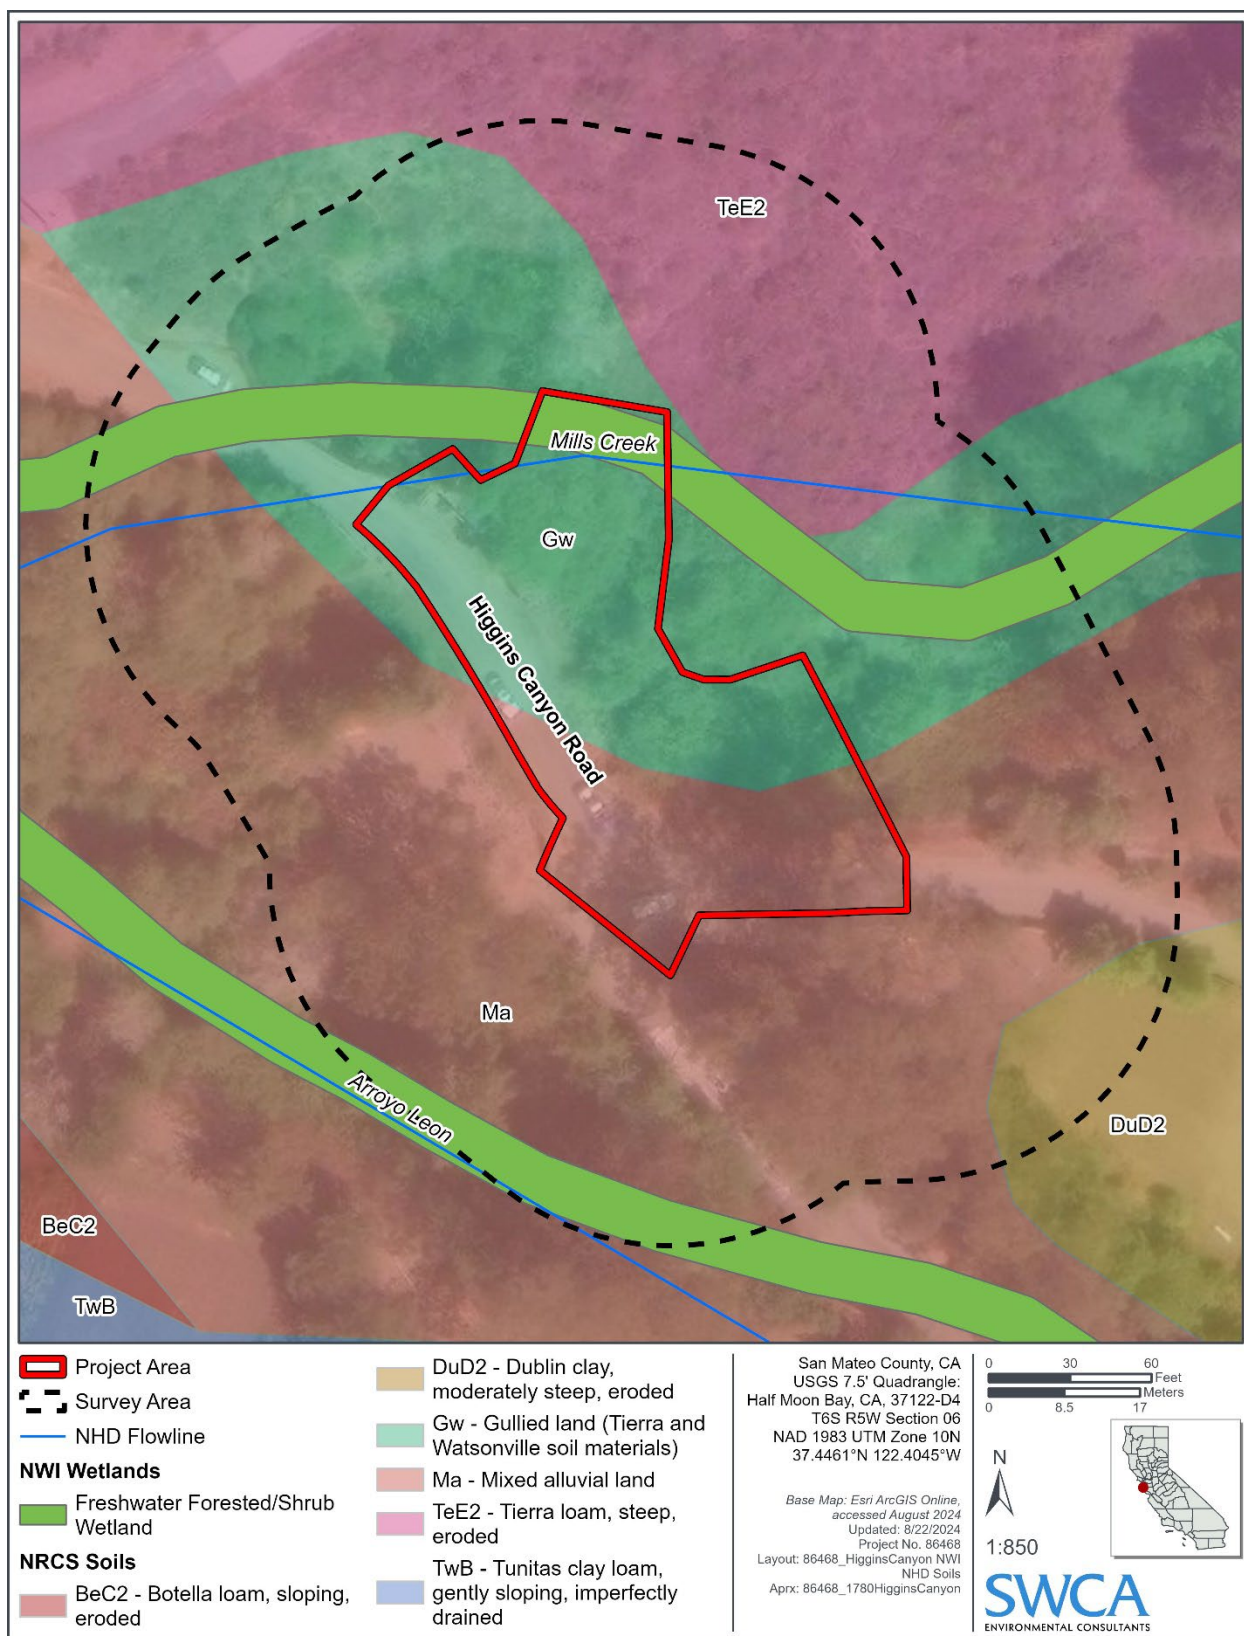 TeE2
Mills Creek
Gw
Higgins Canyon Road
Ma
Arroyo Leon
DuD2
BeC2
TwB
Project Area
Survey Area
NHD Flowline
NWI Wetlands
Freshwater Forested/Shrub
Wetland
NRCS Soils
BeC2 - Botella loam, sloping,
eroded
DuD2 - Dublin clay,
moderately steep, eroded
Gw - Gullied land (Tierra and
Watsonville soil materials)
Ma - Mixed alluvial land
TeE2 - Tierra loam, steep,
eroded
TwB - Tunitas clay loam,
gently sloping, imperfectly
drained
San Mateo County, CA
USGS 7.5' Quadrangle:
Half Moon Bay, CA, 37122-D4
T6S R5W Section 06
NAD 1983 UTM Zone 10N
37.4461°N 122.4045°W
Base Map: Esri ArcGIS Online,
accessed August 2024
Updated: 8/22/2024
Project No. 86468
Layout: 86468_HigginsCanyon NWI
NHD Soils
Aprx: 86468_1780HigginsCanyon
0 30 60
Feet
Meters
0 8.5 17
N
1:850
SWCA
ENVIRONMENTAL CONSULTANTS